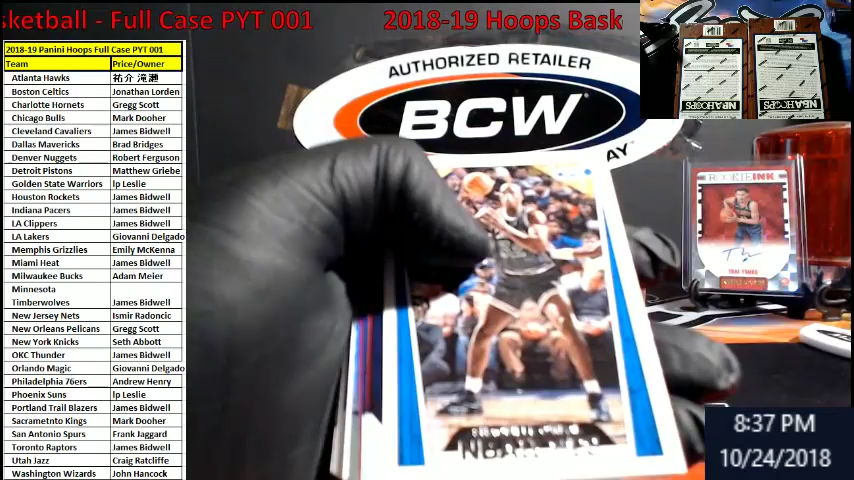 sketball - Full Case PYT 001 2018-19 Hoops Bask
2018-19 Panini Hoops Full Case PYT 001
Team Price/Owner
Atlanta Hawks
Boston Celtics Jonathan Lorden
Charlotte Hornets Gregg Scott
Chicago Bulls Mark Dooher
Cleveland Cavaliers James Bidwell
Dallas Mavericks Brad Bridges
Denver Nuggets Robert Ferguson
Detroit Pistons Matthew Griebe
Golden State Warriors lp Leslie
Houston Rockets James Bidwell
Indiana Pacers James Bidwell
LA Clippers James Bidwell
LA Lakers Giovanni Delgado
Memphis Grizzlies Emily McKenna
Miami Heat James Bidwell
Milwaukee Bucks Adam Meier
Minnesota
Timberwolves James Bidwell
New Jersey Nets Ismir Radoncic
New Orleans Pelicans Gregg Scott
New York Knicks Seth Abbott
OKC Thunder James Bidwell
Orlando Magic Giovanni Delgado
Philadelphia 76ers Andrew Henry
Phoenix Suns lp Leslie
Portland Trail Blazers James Bidwell
Sacrametnto Kings Mark Dooher
San Antonio Spurs Frank Jaggard
Toronto Raptors James Bidwell
Utah Jazz Craig Ratcliffe
Washington Wizards John Hancock
AUTHORIZED RETAILER
BCW
NBA HOOPS
NBA HOOPS
ROOKIE INK
TRAE YOUNG
8:37 PM
10/24/2018